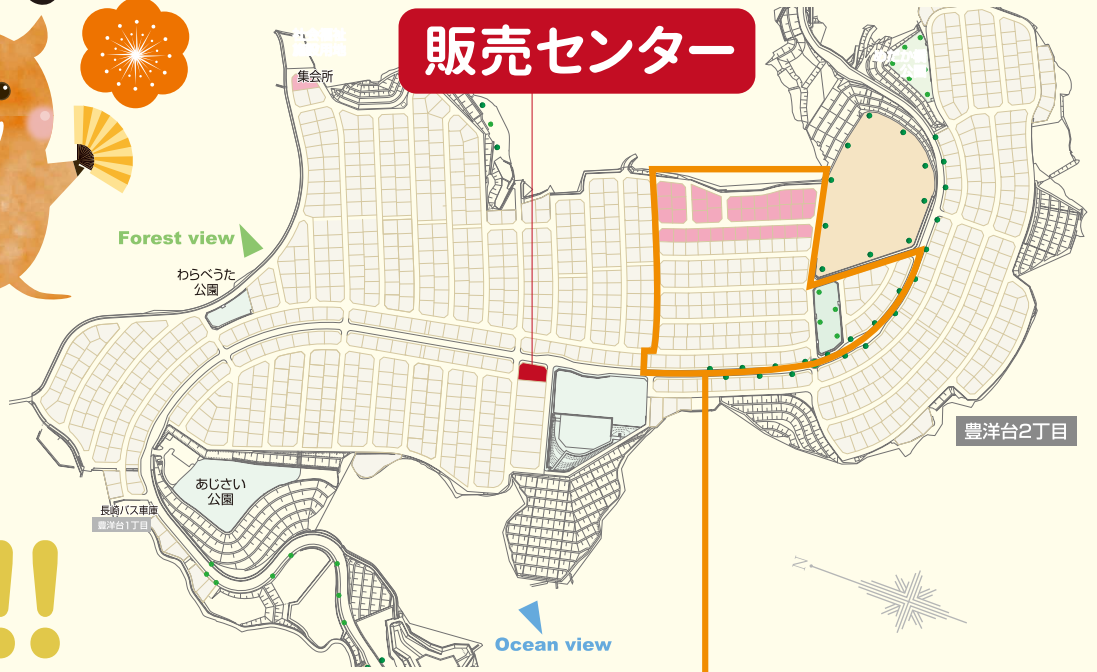 販売センター
集会所
Forest view
わらべうた
公園
豊洋台2丁目
あじさい
公園
長崎バス車庫
豊洋台1丁目
N
Ocean view
!!